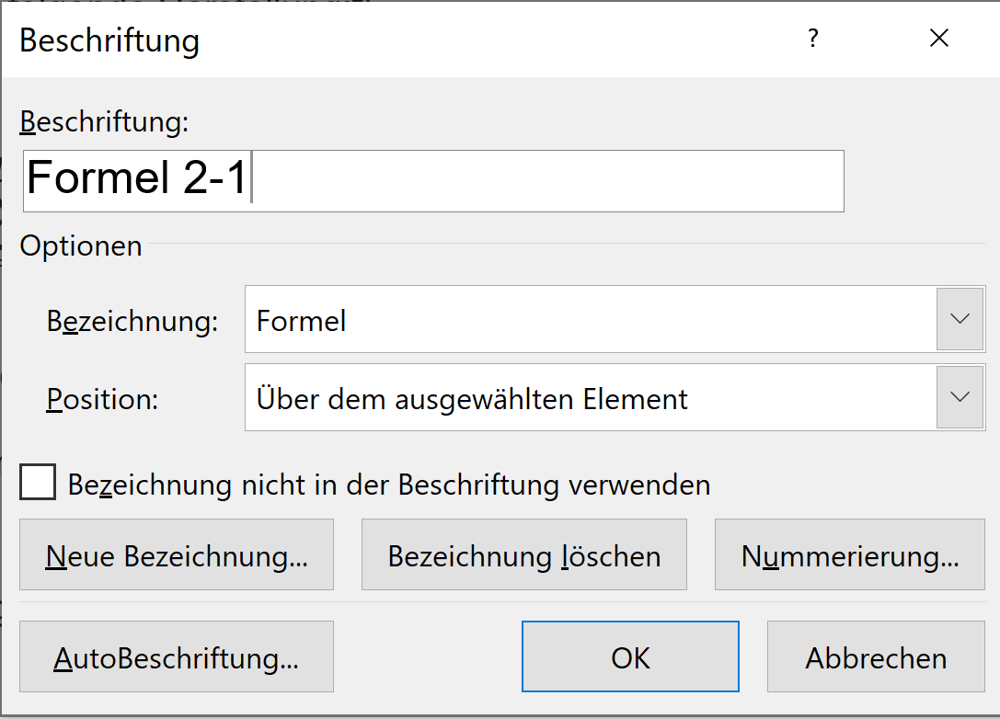 Beschriftung
?
Beschriftung:
Formel 2-1
Optionen
Bezeichnung: Formel
Position: Über dem ausgewählten Element
Bezeichnung nicht in der Beschriftung verwenden
Neue Bezeichnung... Bezeichnung löschen Nummerierung...
AutoBeschriftung... OK Abbrechen